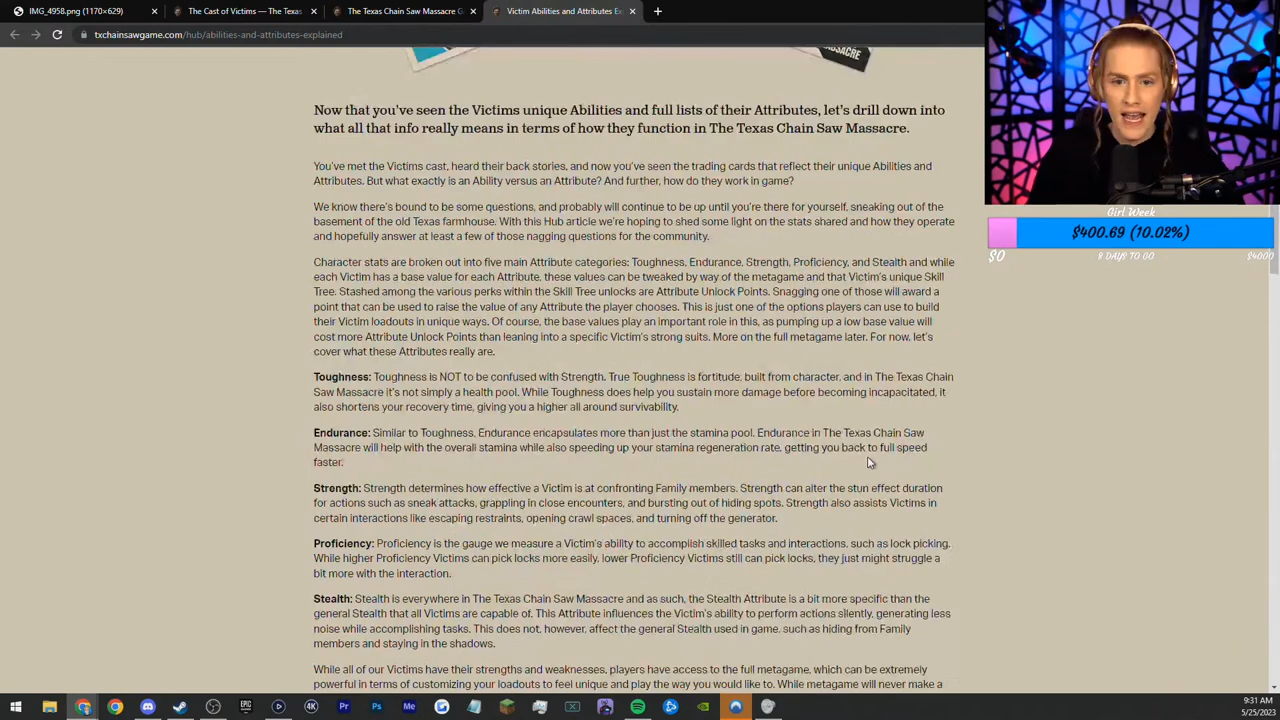 IMG_4958.png (1170×629)
The Cast of Victims — The Texas
The Texas Chain Saw Massacre G
Victim Abilities and Attributes Ex
txchainsawgame.com/hub/abilities-and-attributes-explained
MASSACRE
Now that you've seen the Victims unique Abilities and full lists of their Attributes, let's drill down into
what all that info really means in terms of how they function in The Texas Chain Saw Massacre.
You've met the Victims cast, heard their back stories, and now you've seen the trading cards that reflect their unique Abilities and
Attributes. But what exactly is an Ability versus an Attribute? And further, how do they work in game?
We know there's bound to be some questions, and probably will continue to be up until you're there for yourself, sneaking out of the
basement of the old Texas farmhouse. With this Hub article we're hoping to shed some light on the stats shared and how they operate
and hopefully answer at least a few of those nagging questions for the community.
Character stats are broken out into five main Attribute categories: Toughness, Endurance, Strength, Proficiency, and Stealth and while
each Victim has a base value for each Attribute, these values can be tweaked by way of the metagame and that Victim's unique Skill
Tree. Stashed among the various perks within the Skill Tree unlocks are Attribute Unlock Points. Snagging one of those will award a
point that can be used to raise the value of any Attribute the player chooses. This is just one of the options players can use to build
their Victim loadouts in unique ways. Of course, the base values play an important role in this, as pumping up a low base value will
cost more Attribute Unlock Points than leaning into a specific Victim's strong suits. More on the full metagame later. For now, let's
cover what these Attributes really are.
Toughness: Toughness is NOT to be confused with Strength. True Toughness is fortitude, built from character, and in The Texas Chain
Saw Massacre it's not simply a health pool. While Toughness does help you sustain more damage before becoming incapacitated, it
also shortens your recovery time, giving you a higher all around survivability.
Endurance: Similar to Toughness, Endurance encapsulates more than just the stamina pool. Endurance in The Texas Chain Saw
Massacre will help with the overall stamina while also speeding up your stamina regeneration rate, getting you back to full speed
faster.
Strength: Strength determines how effective a Victim is at confronting Family members. Strength can alter the stun effect duration
for actions such as sneak attacks, grappling in close encounters, and bursting out of hiding spots. Strength also assists Victims in
certain interactions like escaping restraints, opening crawl spaces, and turning off the generator.
Proficiency: Proficiency is the gauge we measure a Victim's ability to accomplish skilled tasks and interactions, such as lock picking.
While higher Proficiency Victims can pick locks more easily, lower Proficiency Victims still can pick locks, they just might struggle a
bit more with the interaction.
Stealth: Stealth is everywhere in The Texas Chain Saw Massacre and as such, the Stealth Attribute is a bit more specific than the
general Stealth that all Victims are capable of. This Attribute influences the Victim's ability to perform actions silently, generating less
noise while accomplishing tasks. This does not, however, affect the general Stealth used in game, such as hiding from Family
members and staying in the shadows.
While all of our Victims have their strengths and weaknesses, players have access to the full metagame, which can be extremely
powerful in terms of customizing your loadouts to feel unique and play the way you would like to. While metagame will never make a
Girl Week
$400.69 (10.02%)
$0
8 DAYS TO GO
$4000
EPIC
4K
Pr
Ps
Me
9:31 AM
5/25/2023